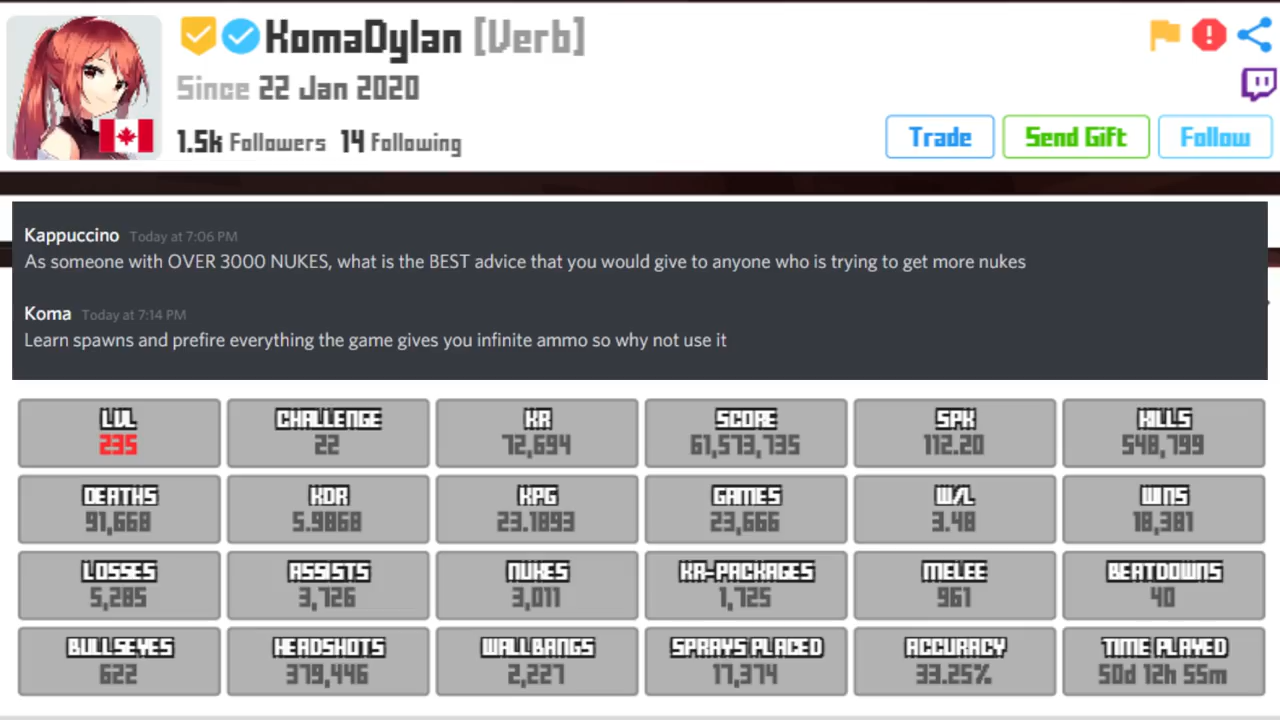 KomaDylan [Verb]
Since 22 Jan 2020
1.5k Followers 14 Following
Trade
Send Gift
Follow
Kappuccino Today at 7:06 PM
As someone with OVER 3000 NUKES, what is the BEST advice that you would give to anyone who is trying to get more nukes
Koma Today at 7:14 PM
Learn spawns and prefire everything the game gives you infinite ammo so why not use it
LVL
235
CHALLENGE
22
KR
72,694
SCORE
61,573,735
SPK
112.20
KILLS
548,799
DEATHS
91,668
KDR
5.9868
KPG
23.1893
GAMES
23,666
W/L
3.48
WINS
18,381
LOSSES
5,285
ASSISTS
3,726
NUKES
3,011
KR-PACKAGES
1,725
MELEE
961
BEATDOWNS
40
BULLSEYES
622
HEADSHOTS
379,446
WALLBANGS
2,227
SPRAYS PLACED
17,374
ACCURACY
33.25%
TIME PLAYED
50d 12h 55m